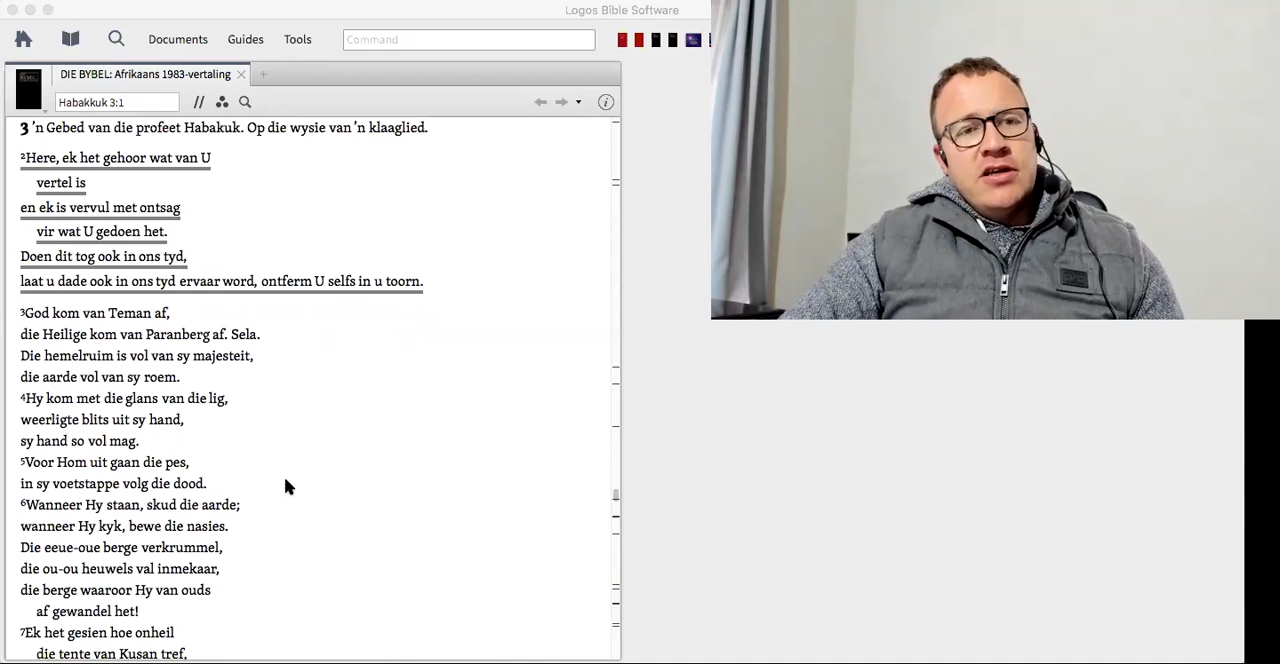 Logos Bible Software
Documents Guides Tools Command
DIE BYBEL: Afrikaans 1983-vertaling
Habakkuk 3:1
3 ’n Gebed van die profeet Habakuk. Op die wysie van ’n klaaglied.
2Here, ek het gehoor wat van U
vertel is
en ek is vervul met ontsag
vir wat U gedoen het.
Doen dit tog ook in ons tyd,
laat u dade ook in ons tyd ervaar word, ontferm U selfs in u toorn.
3God kom van Teman af,
die Heilige kom van Paranberg af. Sela.
Die hemelruim is vol van sy majesteit,
die aarde vol van sy roem.
4Hy kom met die glans van die lig,
weerligte blits uit sy hand,
sy hand so vol mag.
5Voor Hom uit gaan die pes,
in sy voetstappe volg die dood.
6Wanneer Hy staan, skud die aarde;
wanneer Hy kyk, bewe die nasies.
Die eeue-oue berge verkrummel,
die ou-ou heuwels val inmekaar,
die berge waaroor Hy van ouds
af gewandel het!
7Ek het gesien hoe onheil
die tente van Kusan tref,